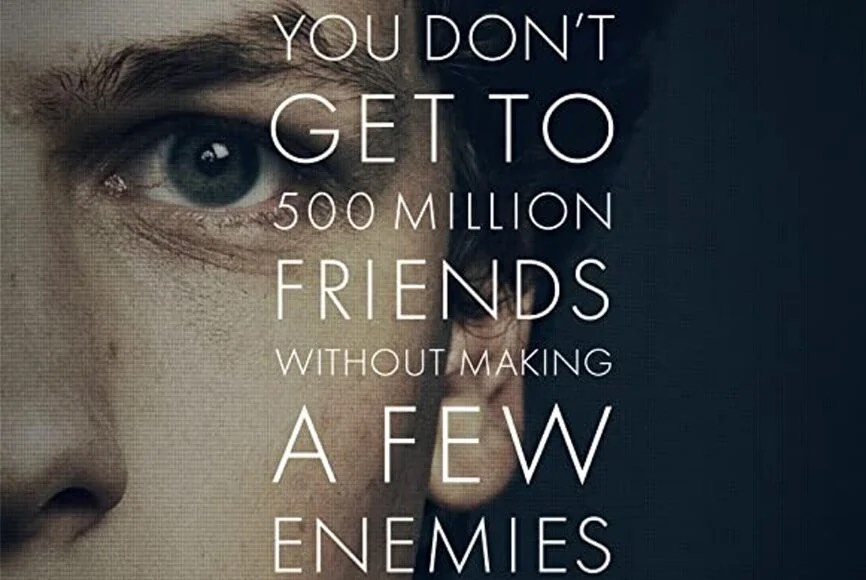 YOU DON'T
GET TO
500 MILLION
FRIENDS
WITHOUT MAKING
A FEW
ENEMIES